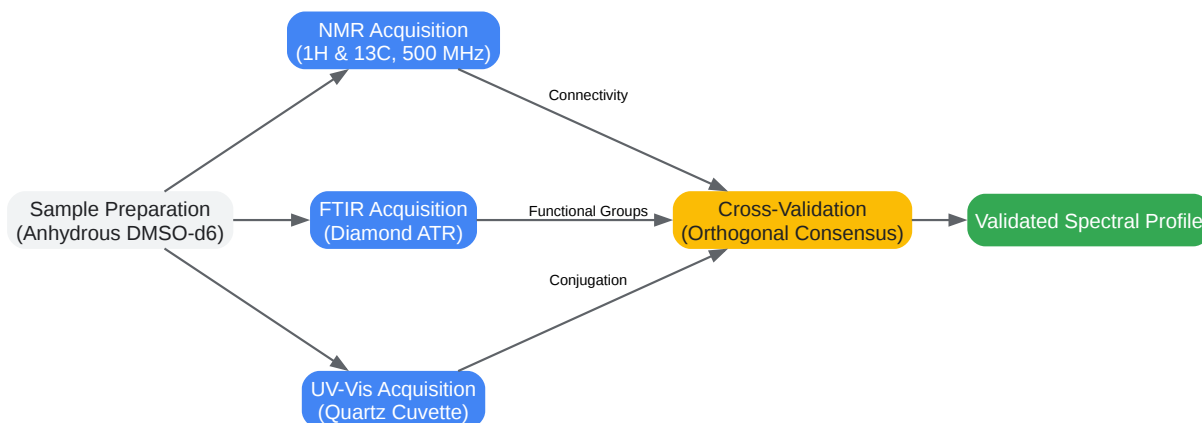 NMR Acquisition
(1H & 13C, 500 MHz)
Connectivity
Sample Preparation
(Anhydrous DMSO-d6)
FTIR Acquisition
(Diamond ATR)
Functional Groups
Cross-Validation
(Orthogonal Consensus)
Validated Spectral Profile
Conjugation
UV-Vis Acquisition
(Quartz Cuvette)